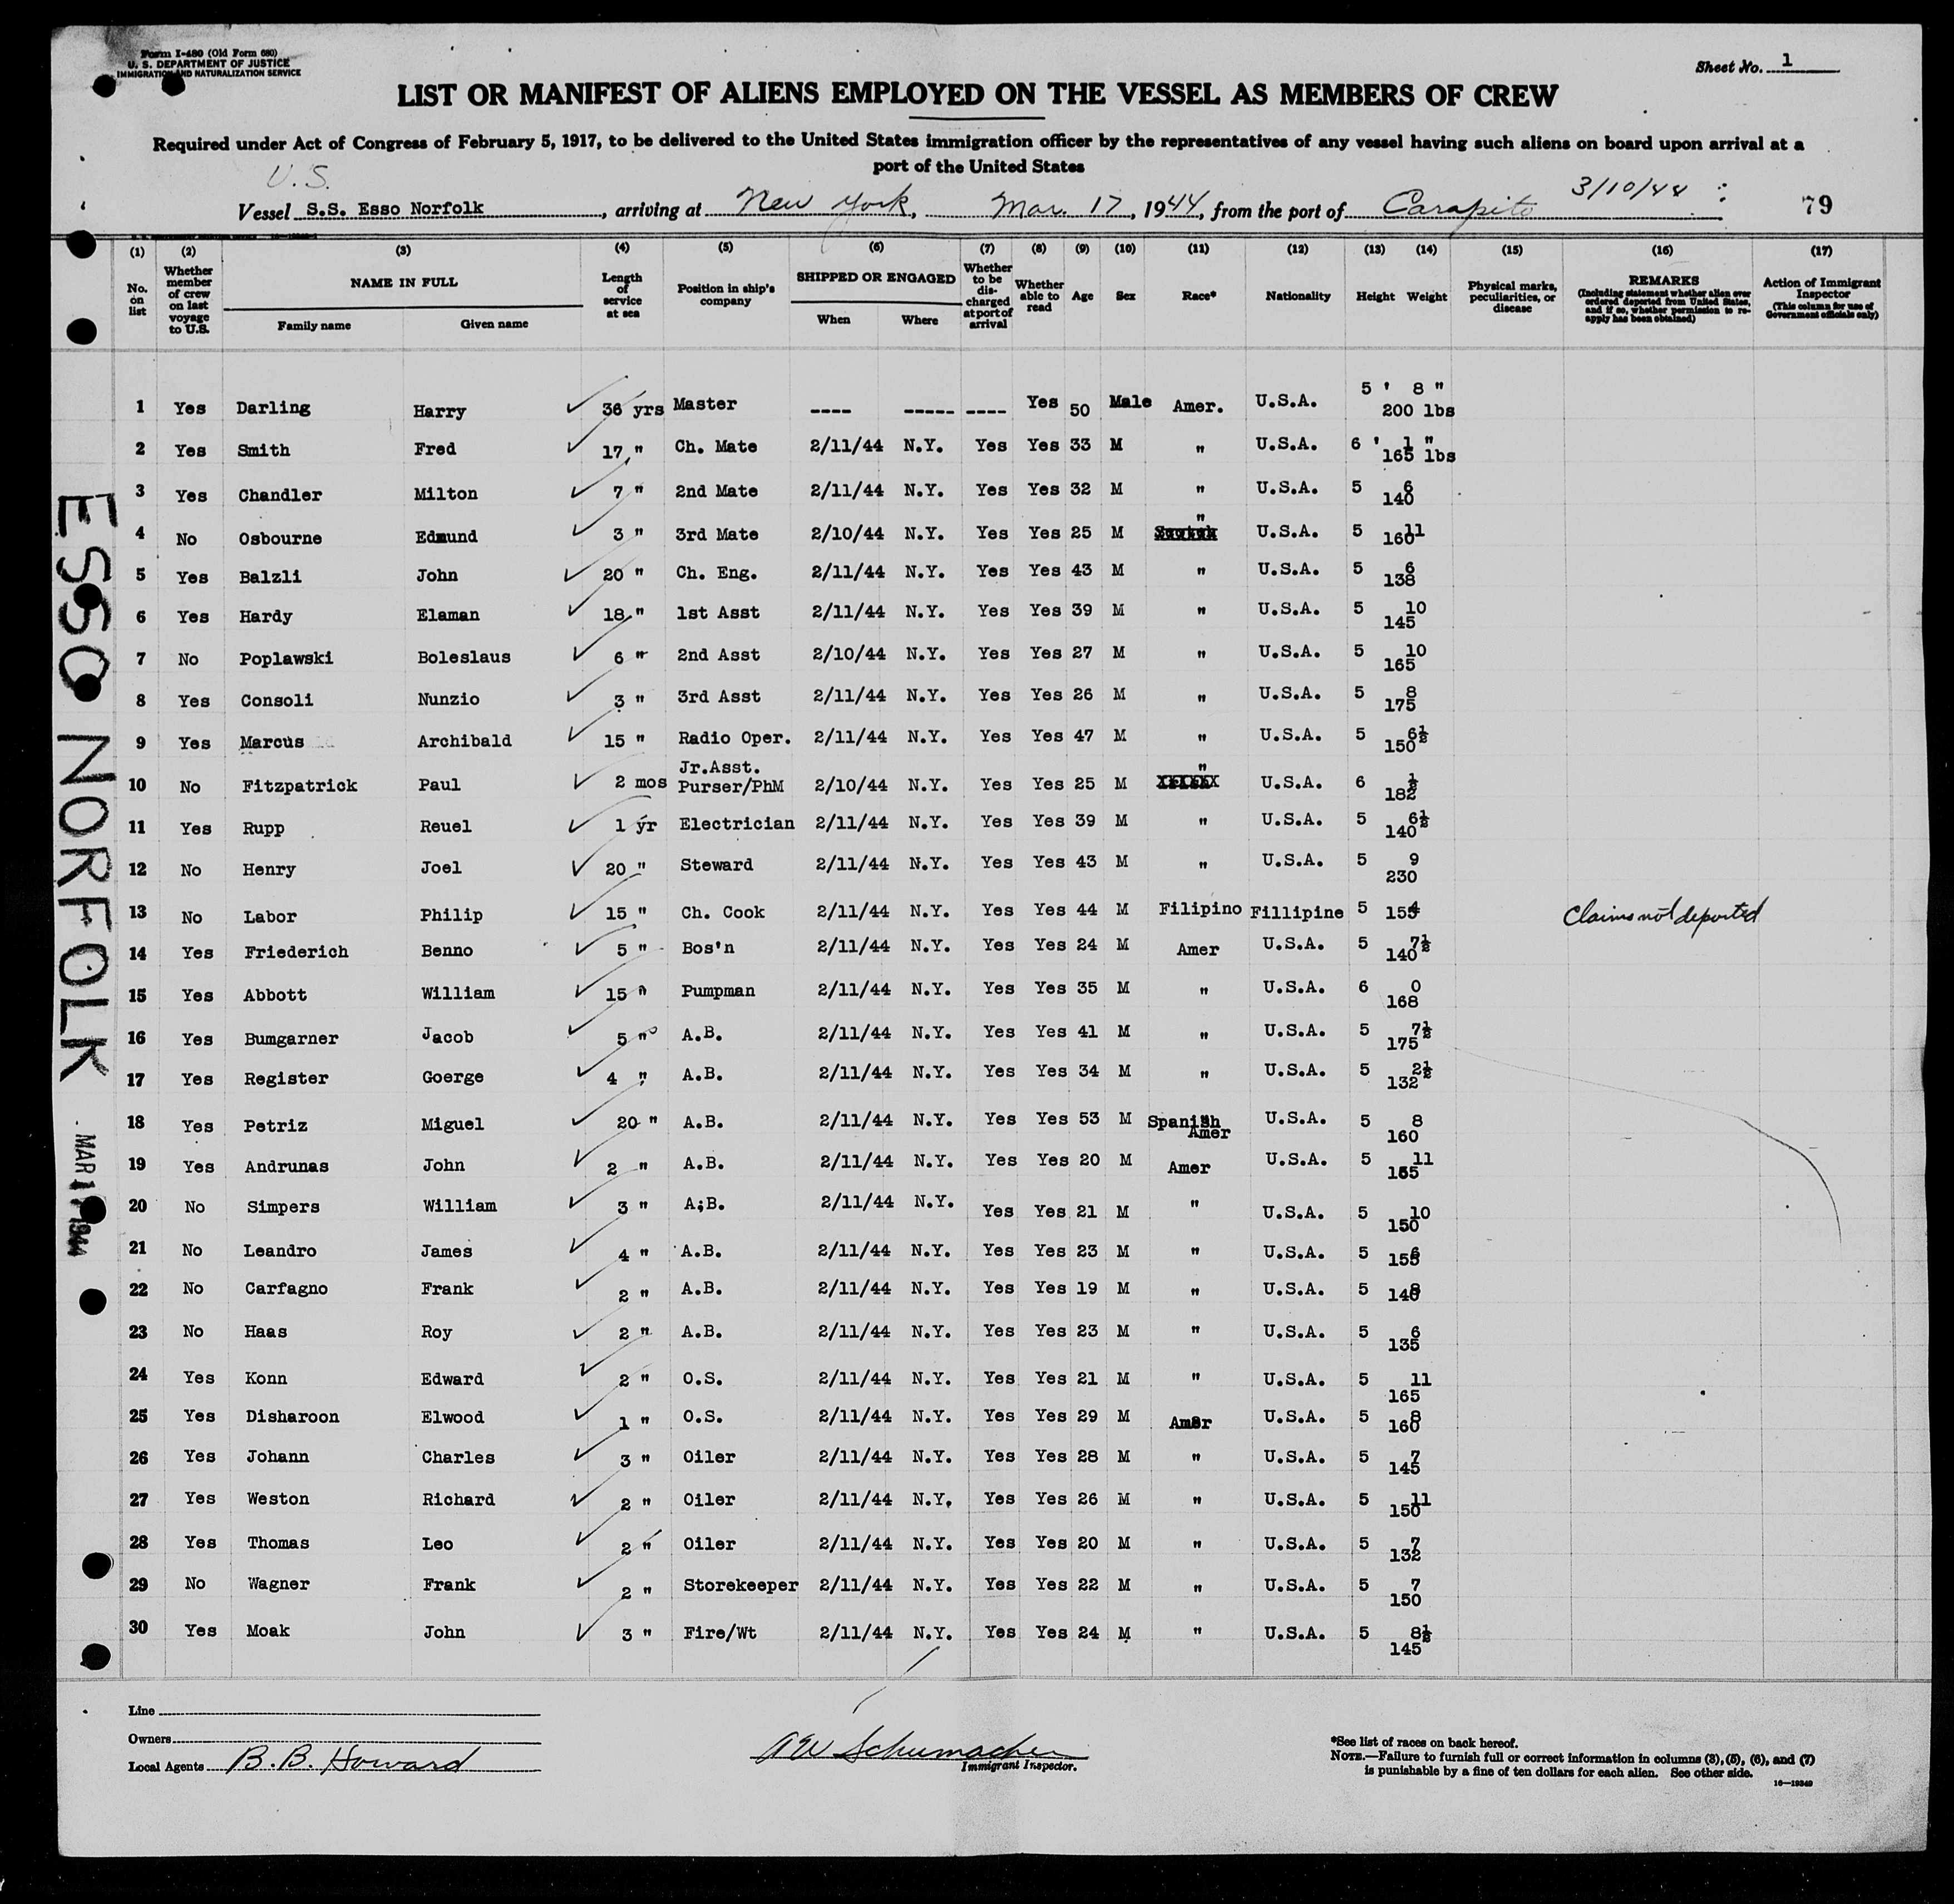 Form I-480 (Old Form 680)
U. S. DEPARTMENT OF JUSTICE
IMMIGRATION AND NATURALIZATION SERVICE
Sheet No. 1
LIST OR MANIFEST OF ALIENS EMPLOYED ON THE VESSEL AS MEMBERS OF CREW
Required under Act of Congress of February 5, 1917, to be delivered to the United States immigration officer by the representatives of any vessel having such aliens on board upon arrival at a
port of the United States
U.S.
Vessel S.S. Esso Norfolk, arriving at New York, Mar. 17, 1944, from the port of Carapito 3/10/44
79
(1) (2) (3) (4) (5) (6) (7) (8) (9) (10) (11) (12) (13) (14) (15) (16) (17)
No. on list
Whether member of crew on last voyage to U.S.
NAME IN FULL
Family name Given name
Length of service at sea
Position in ship's company
SHIPPED OR ENGAGED
When Where
Whether to be discharged at port of arrival
Whether able to read
Age Sex Race* Nationality Height Weight
Physical marks, peculiarities, or disease
REMARKS
(Including statement whether alien ever ordered deported from United States, and if so, whether permission to reapply has been obtained)
Action of Immigrant Inspector
(This column for use of Government officials only)
1 Yes Darling Harry 36 yrs Master ---- ----- ---- Yes 50 Male Amer. U.S.A. 5 ' 8 " 200 lbs
2 Yes Smith Fred 17 " Ch. Mate 2/11/44 N.Y. Yes Yes 33 M " U.S.A. 6 ' 1 " 165 lbs
3 Yes Chandler Milton 7 " 2nd Mate 2/11/44 N.Y. Yes Yes 32 M " U.S.A. 5 6 140
4 No Osbourne Edmund 3 " 3rd Mate 2/10/44 N.Y. Yes Yes 25 M " U.S.A. 5 11 160
5 Yes Balzli John 20 " Ch. Eng. 2/11/44 N.Y. Yes Yes 43 M " U.S.A. 5 6 138
6 Yes Hardy Elaman 18 " 1st Asst 2/11/44 N.Y. Yes Yes 39 M " U.S.A. 5 10 145
7 No Poplawski Boleslaus 6 " 2nd Asst 2/10/44 N.Y. Yes Yes 27 M " U.S.A. 5 10 165
8 Yes Consoli Nunzio 3 " 3rd Asst 2/11/44 N.Y. Yes Yes 26 M " U.S.A. 5 8 175
9 Yes Marcus Archibald 15 " Radio Oper. 2/11/44 N.Y. Yes Yes 47 M " U.S.A. 5 6½ 150
10 No Fitzpatrick Paul 2 mos Jr.Asst. Purser/PhM 2/10/44 N.Y. Yes Yes 25 M " U.S.A. 6 ½ 182
11 Yes Rupp Reuel 1 yr Electrician 2/11/44 N.Y. Yes Yes 39 M " U.S.A. 5 6½ 140
12 No Henry Joel 20 " Steward 2/11/44 N.Y. Yes Yes 43 M " U.S.A. 5 9 230
13 No Labor Philip 15 " Ch. Cook 2/11/44 N.Y. Yes Yes 44 M Filipino Fillipine 5 4 155 Claims not deported
14 Yes Friederich Benno 5 " Bos'n 2/11/44 N.Y. Yes Yes 24 M Amer U.S.A. 5 7½ 140
15 Yes Abbott William 15 " Pumpman 2/11/44 N.Y. Yes Yes 35 M " U.S.A. 6 0 168
16 Yes Bumgarner Jacob 5 " A.B. 2/11/44 N.Y. Yes Yes 41 M " U.S.A. 5 7½ 175
17 Yes Register Goerge 4 " A.B. 2/11/44 N.Y. Yes Yes 34 M " U.S.A. 5 2½ 132
18 Yes Petriz Miguel 20 " A.B. 2/11/44 N.Y. Yes Yes 53 M Spanish Amer U.S.A. 5 8 160
19 Yes Andrunas John 2 " A.B. 2/11/44 N.Y. Yes Yes 20 M Amer U.S.A. 5 11 155
20 No Simpers William 3 " A;B. 2/11/44 N.Y. Yes Yes 21 M " U.S.A. 5 10 150
21 No Leandro James 4 " A.B. 2/11/44 N.Y. Yes Yes 23 M " U.S.A. 5 6 155
22 No Carfagno Frank 2 " A.B. 2/11/44 N.Y. Yes Yes 19 M " U.S.A. 5 8
23 No Haas Roy 2 " A.B. 2/11/44 N.Y. Yes Yes 23 M " U.S.A. 5 6 135
24 Yes Konn Edward 2 " O.S. 2/11/44 N.Y. Yes Yes 21 M " U.S.A. 5 11 165
25 Yes Disharoon Elwood 1 " O.S. 2/11/44 N.Y. Yes Yes 29 M Amer U.S.A. 5 8 160
26 Yes Johann Charles 3 " Oiler 2/11/44 N.Y. Yes Yes 28 M " U.S.A. 5 7 145
27 Yes Weston Richard 2 " Oiler 2/11/44 N.Y. Yes Yes 26 M " U.S.A. 5 11 150
28 Yes Thomas Leo 2 " Oiler 2/11/44 N.Y. Yes Yes 20 M " U.S.A. 5 7 132
29 No Wagner Frank 2 " Storekeeper 2/11/44 N.Y. Yes Yes 22 M " U.S.A. 5 7 150
30 Yes Moak John 3 " Fire/Wt 2/11/44 N.Y. Yes Yes 24 M " U.S.A. 5 8½ 145
ESSO NORFOLK
MAR 17 1944
Line
Owners
Local Agents B.B. Howard
A W Schumacher
Immigrant Inspector.
*See list of races on back hereof.
NOTE.—Failure to furnish full or correct information in columns (3), (5), (6), and (7)
is punishable by a fine of ten dollars for each alien. See other side.
16—19340